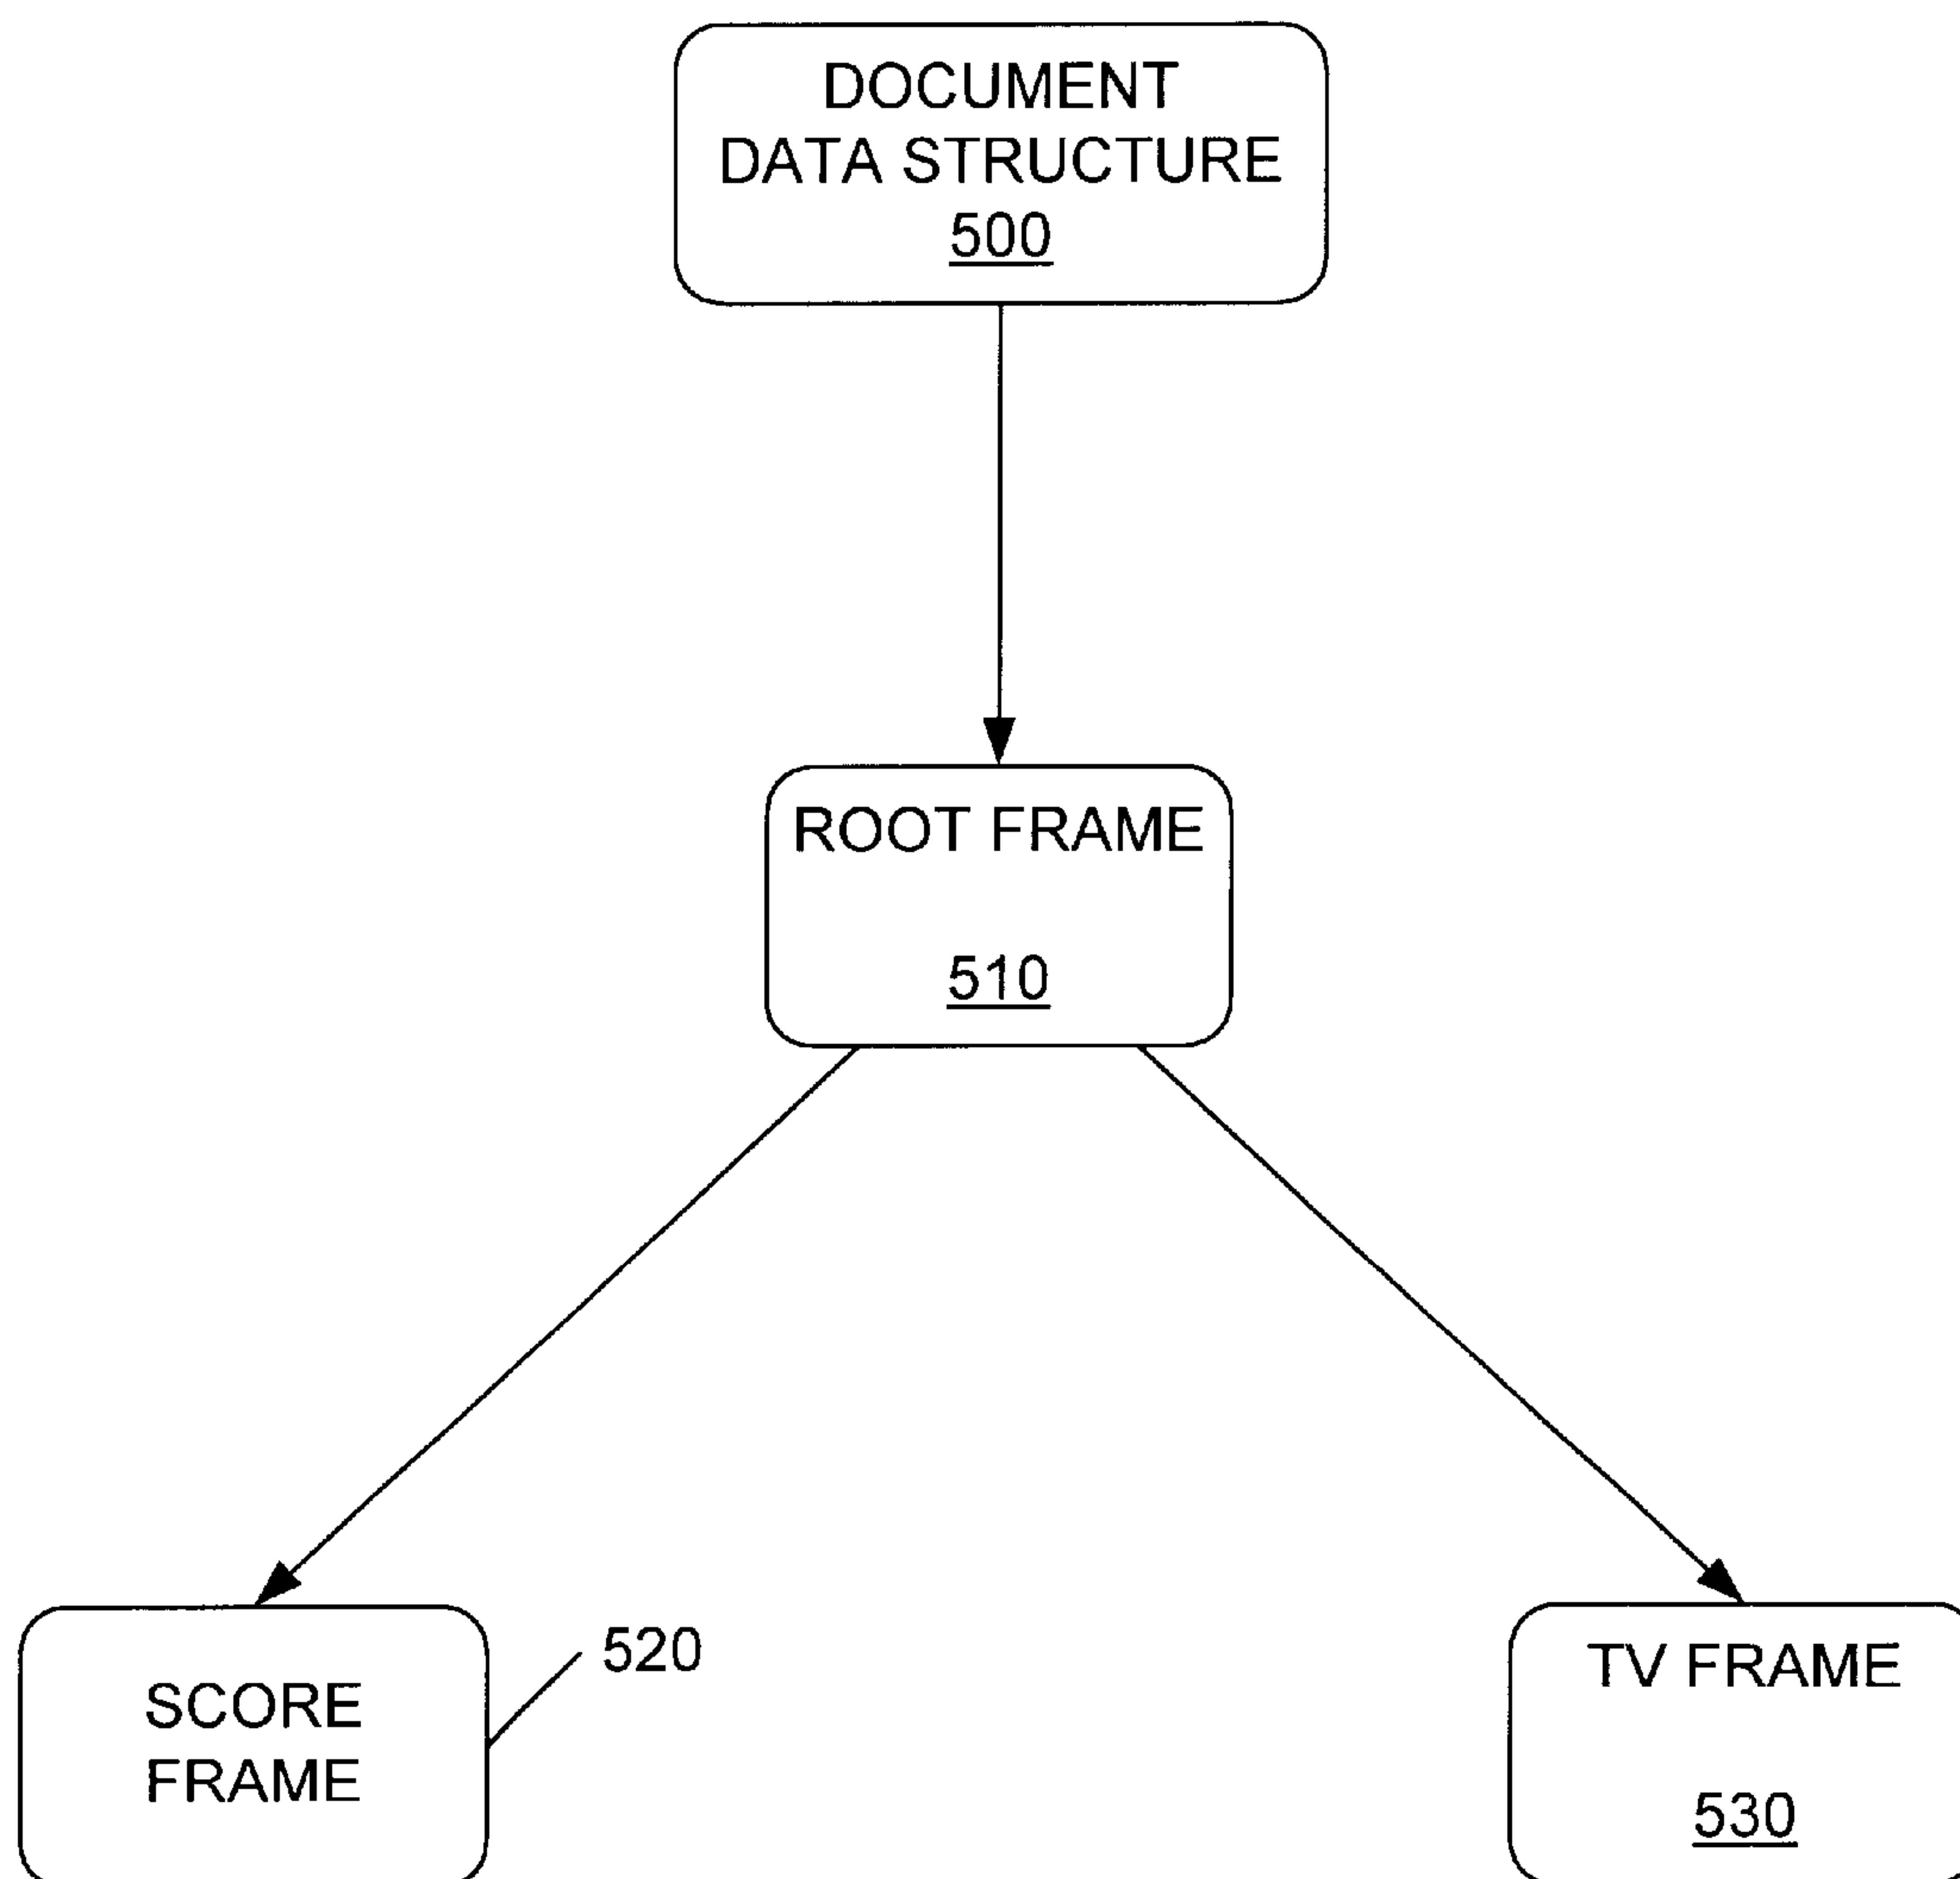 DOCUMENT
DATA STRUCTURE
500
ROOT FRAME
510
520
SCORE
FRAME
TV FRAME
530